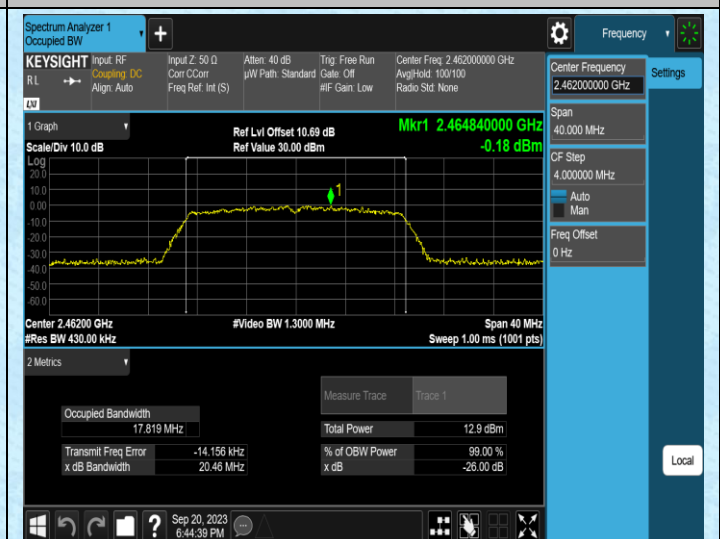 Spectrum Analyzer 1
Occupied BW
Frequency
KEYSIGHT
R L
Input: RF
Coupling: DC
Align: Auto
Input Z: 50 Ω
Corr CCorr
Freq Ref: Int (S)
Atten: 40 dB
µW Path: Standard
Trig: Free Run
Gate: Off
#IF Gain: Low
Center Freq: 2.462000000 GHz
Avg|Hold: 100/100
Radio Std: None
LXI
Center Frequency
2.462000000 GHz
Settings
Span
40.000 MHz
CF Step
4.000000 MHz
Auto
Man
Freq Offset
0 Hz
1 Graph
Scale/Div 10.0 dB
Ref Lvl Offset 10.69 dB
Ref Value 30.00 dBm
Mkr1 2.464840000 GHz
-0.18 dBm
Log
20.0
10.0
0.00
-10.0
-20.0
-30.0
-40.0
-50.0
-60.0
1
Center 2.46200 GHz
#Res BW 430.00 kHz
#Video BW 1.3000 MHz
Span 40 MHz
Sweep 1.00 ms (1001 pts)
2 Metrics
Measure Trace
Trace 1
Occupied Bandwidth
17.819 MHz
Total Power
12.9 dBm
Transmit Freq Error
-14.156 kHz
% of OBW Power
99.00 %
x dB Bandwidth
20.46 MHz
x dB
-26.00 dB
Local
?
Sep 20, 2023
6:44:39 PM